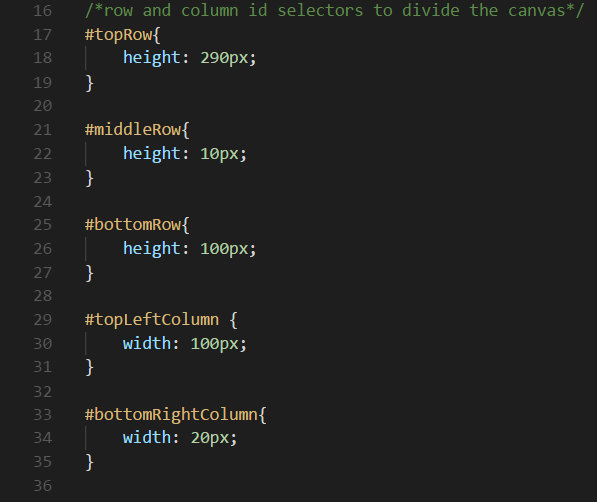 16 /*row and column id selectors to divide the canvas*/
17 #topRow{
18 height: 290px;
19 }
20
21 #middleRow{
22 height: 10px;
23 }
24
25 #bottomRow{
26 height: 100px;
27 }
28
29 #topLeftColumn {
30 width: 100px;
31 }
32
33 #bottomRightColumn{
34 width: 20px;
35 }
36